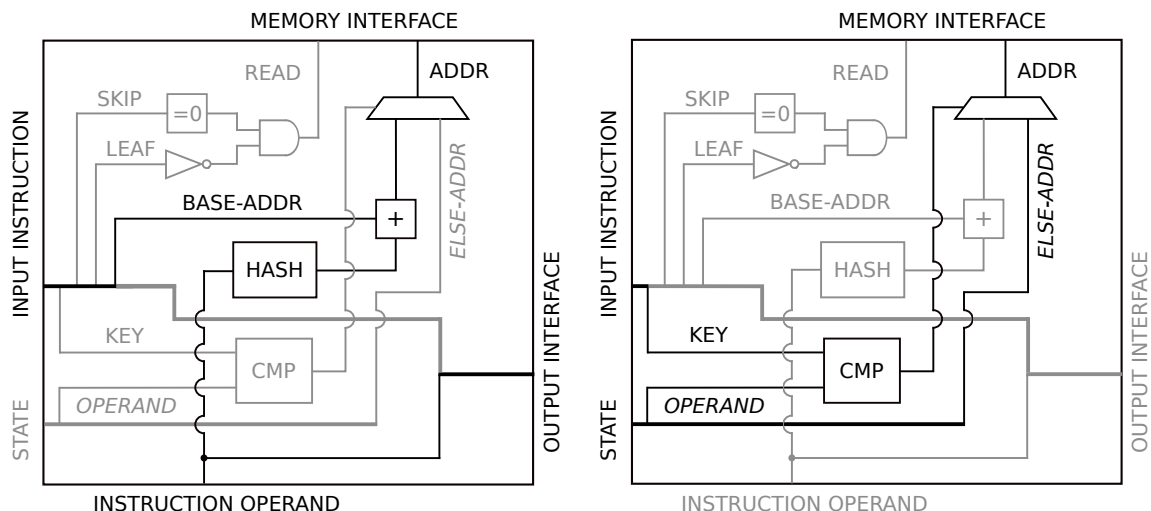 MEMORY INTERFACE
READ
ADDR
SKIP
=0
LEAF
BASE-ADDR
+
ELSE-ADDR
HASH
INPUT INSTRUCTION
KEY
CMP
OPERAND
STATE
OUTPUT INTERFACE
INSTRUCTION OPERAND
MEMORY INTERFACE
READ
ADDR
SKIP
=0
LEAF
BASE-ADDR
+
ELSE-ADDR
HASH
INPUT INSTRUCTION
KEY
CMP
OPERAND
STATE
OUTPUT INTERFACE
INSTRUCTION OPERAND